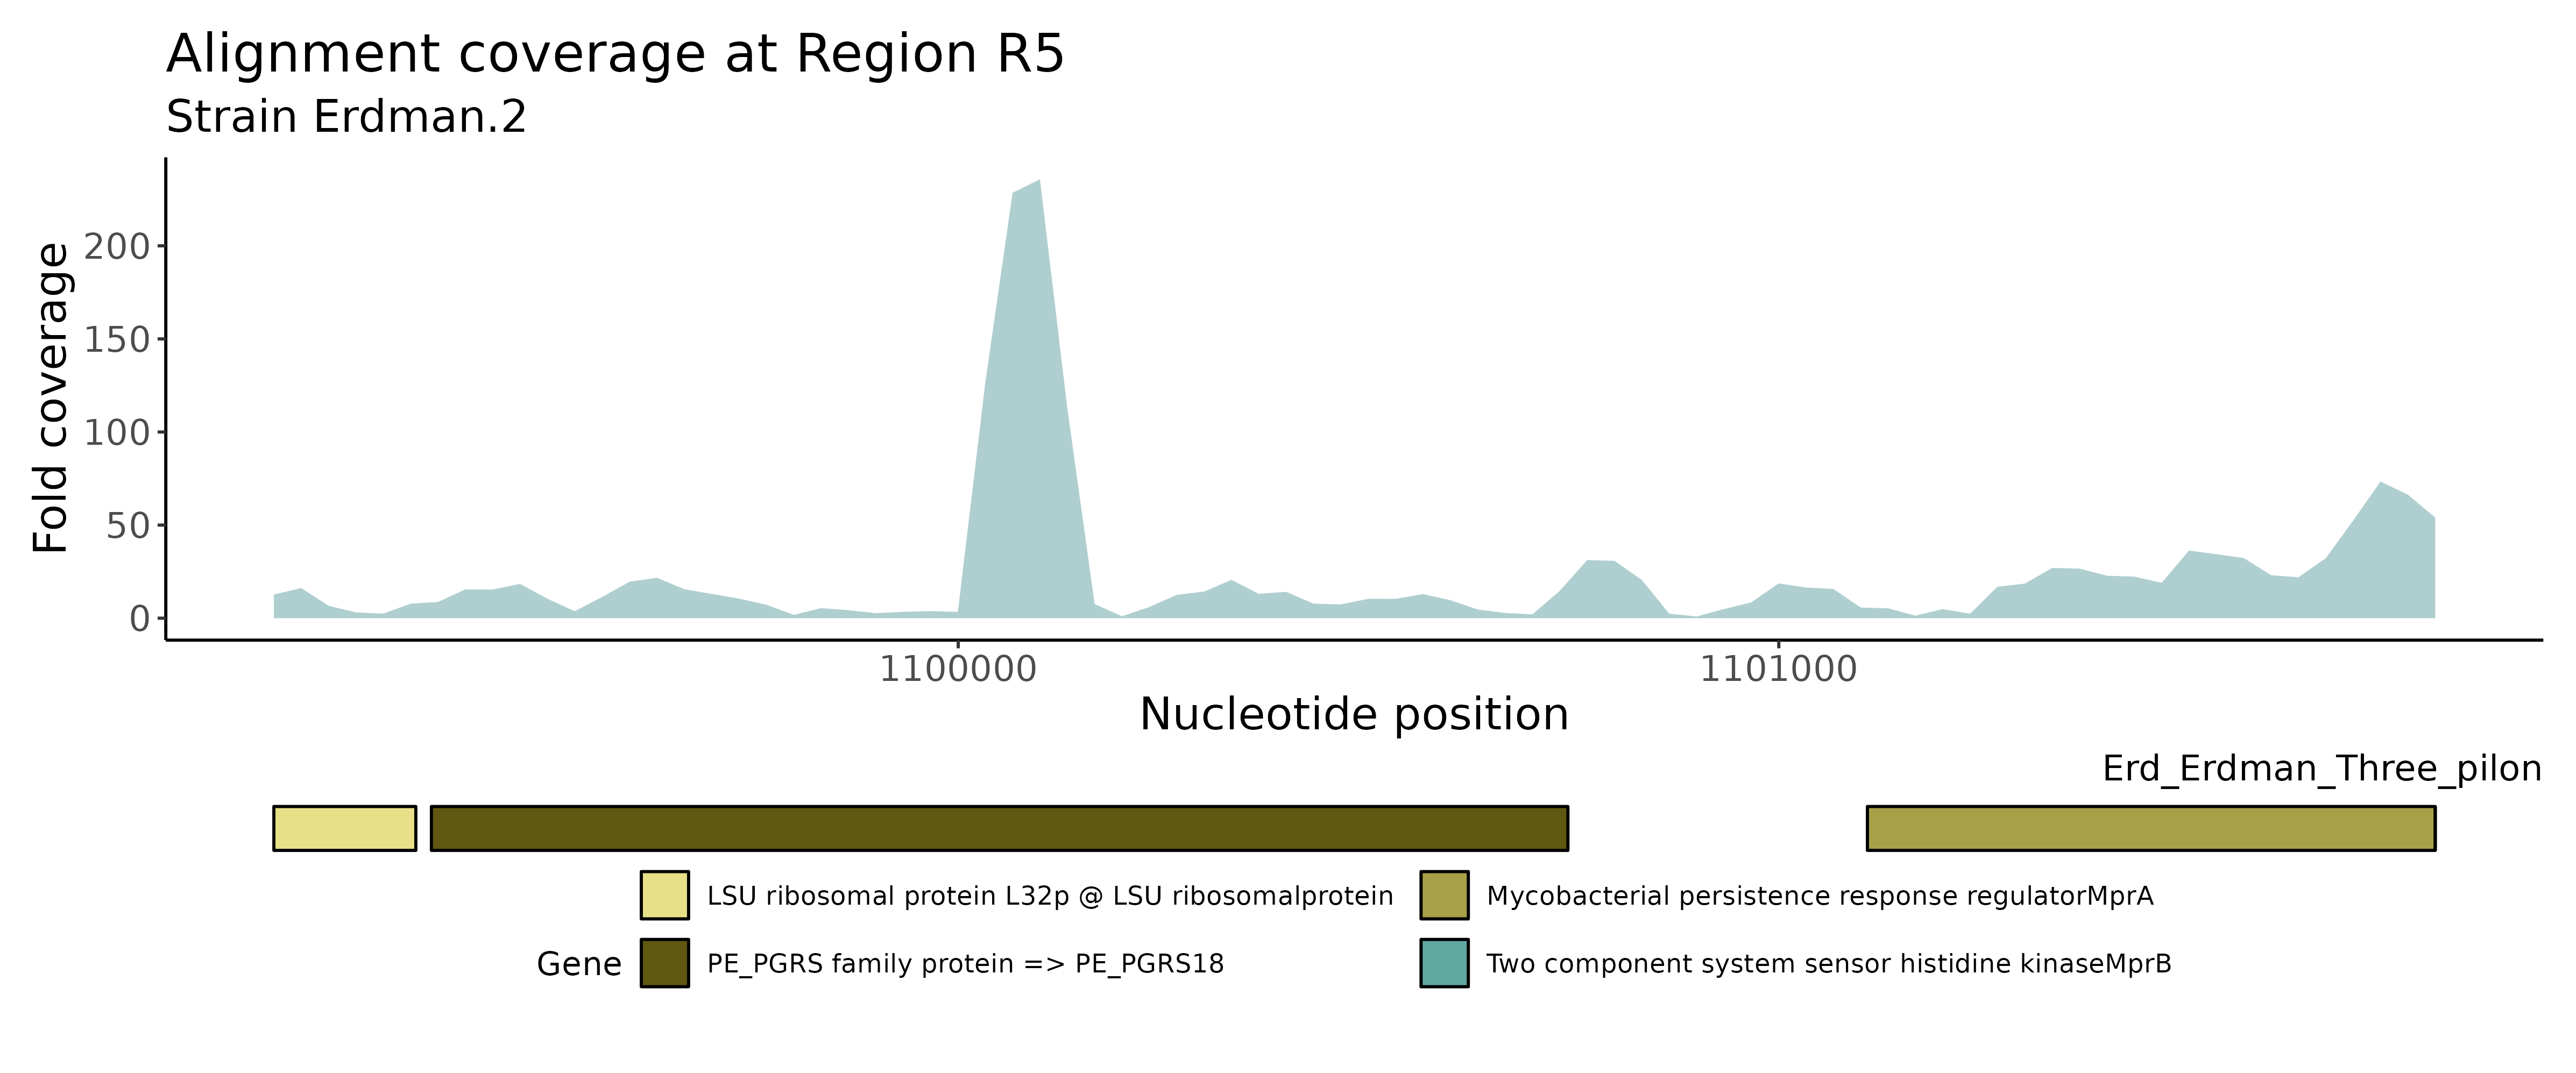 Alignment coverage at Region R5
Strain Erdman.2
Fold coverage
200
150
100
50
0
1100000 1101000
Nucleotide position
Erd_Erdman_Three_pilon
Gene
LSU ribosomal protein L32p @ LSU ribosomalprotein
PE_PGRS family protein => PE_PGRS18
Mycobacterial persistence response regulatorMprA
Two component system sensor histidine kinaseMprB